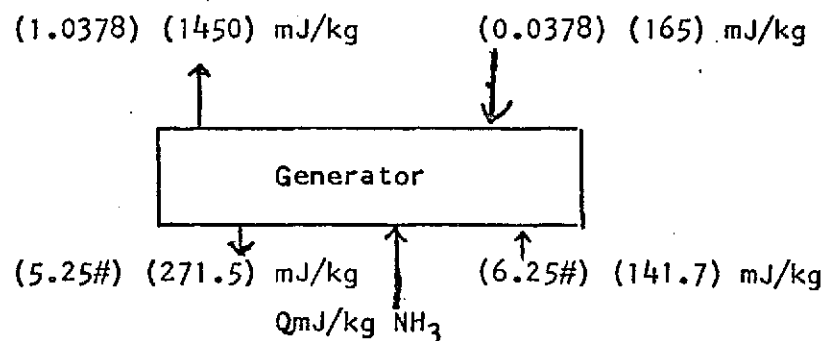 (1.0378) (1450) mJ/kg (0.0378) (165) mJ/kg
Generator
(5.25#) (271.5) mJ/kg (6.25#) (141.7) mJ/kg
QmJ/kg NH3